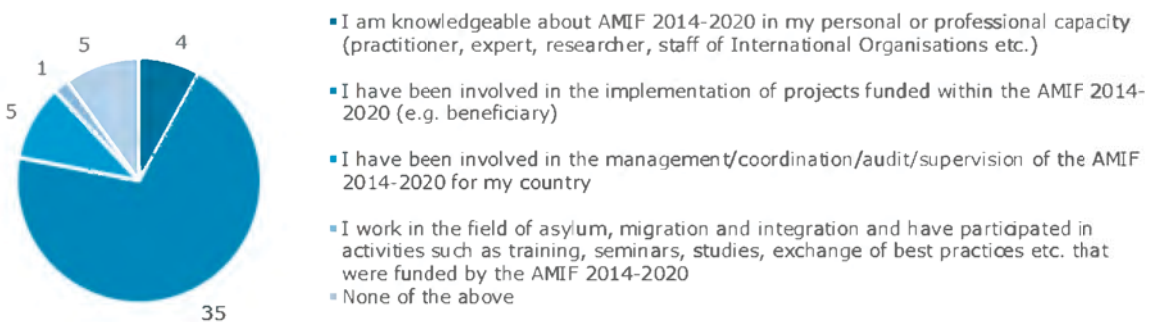 5
4
1
5
35
▪ I am knowledgeable about AMIF 2014-2020 in my personal or professional capacity
(practitioner, expert, researcher, staff of International Organisations etc.)
▪ I have been involved in the implementation of projects funded within the AMIF 2014-
2020 (e.g. beneficiary)
▪ I have been involved in the management/coordination/audit/supervision of the AMIF
2014-2020 for my country
▪ I work in the field of asylum, migration and integration and have participated in
activities such as training, seminars, studies, exchange of best practices etc. that
were funded by the AMIF 2014-2020
▪ None of the above